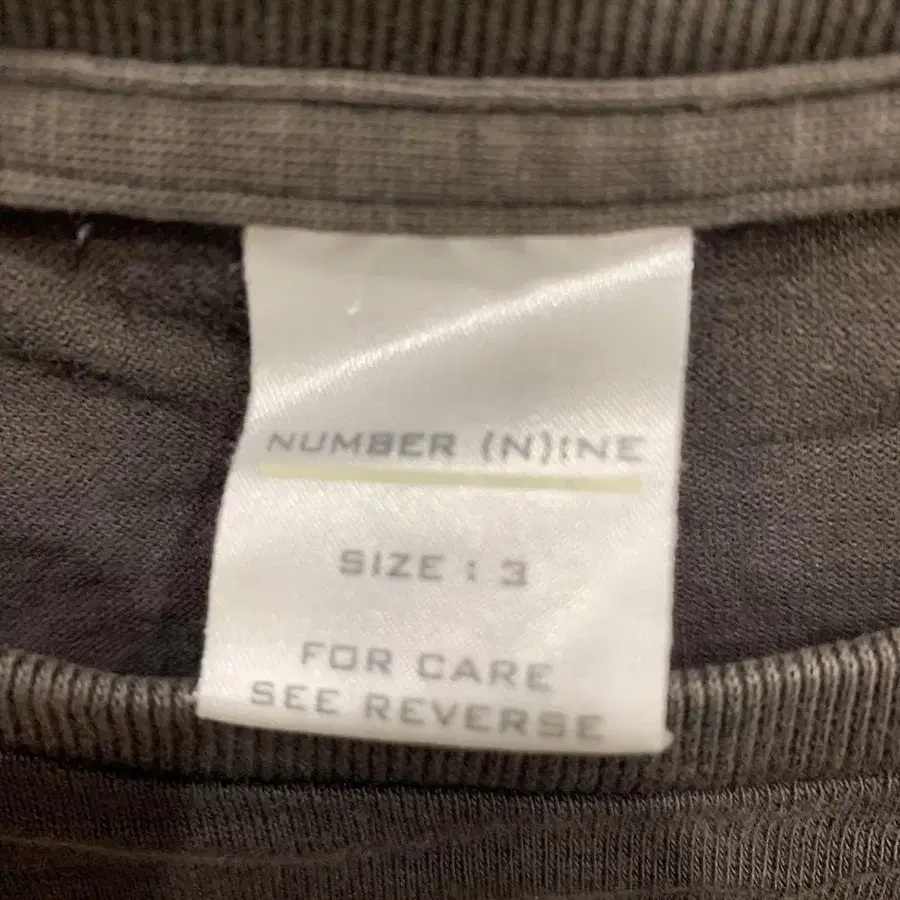 NUMBER (N)INE
SIZE : 3
FOR CARE
SEE REVERSE